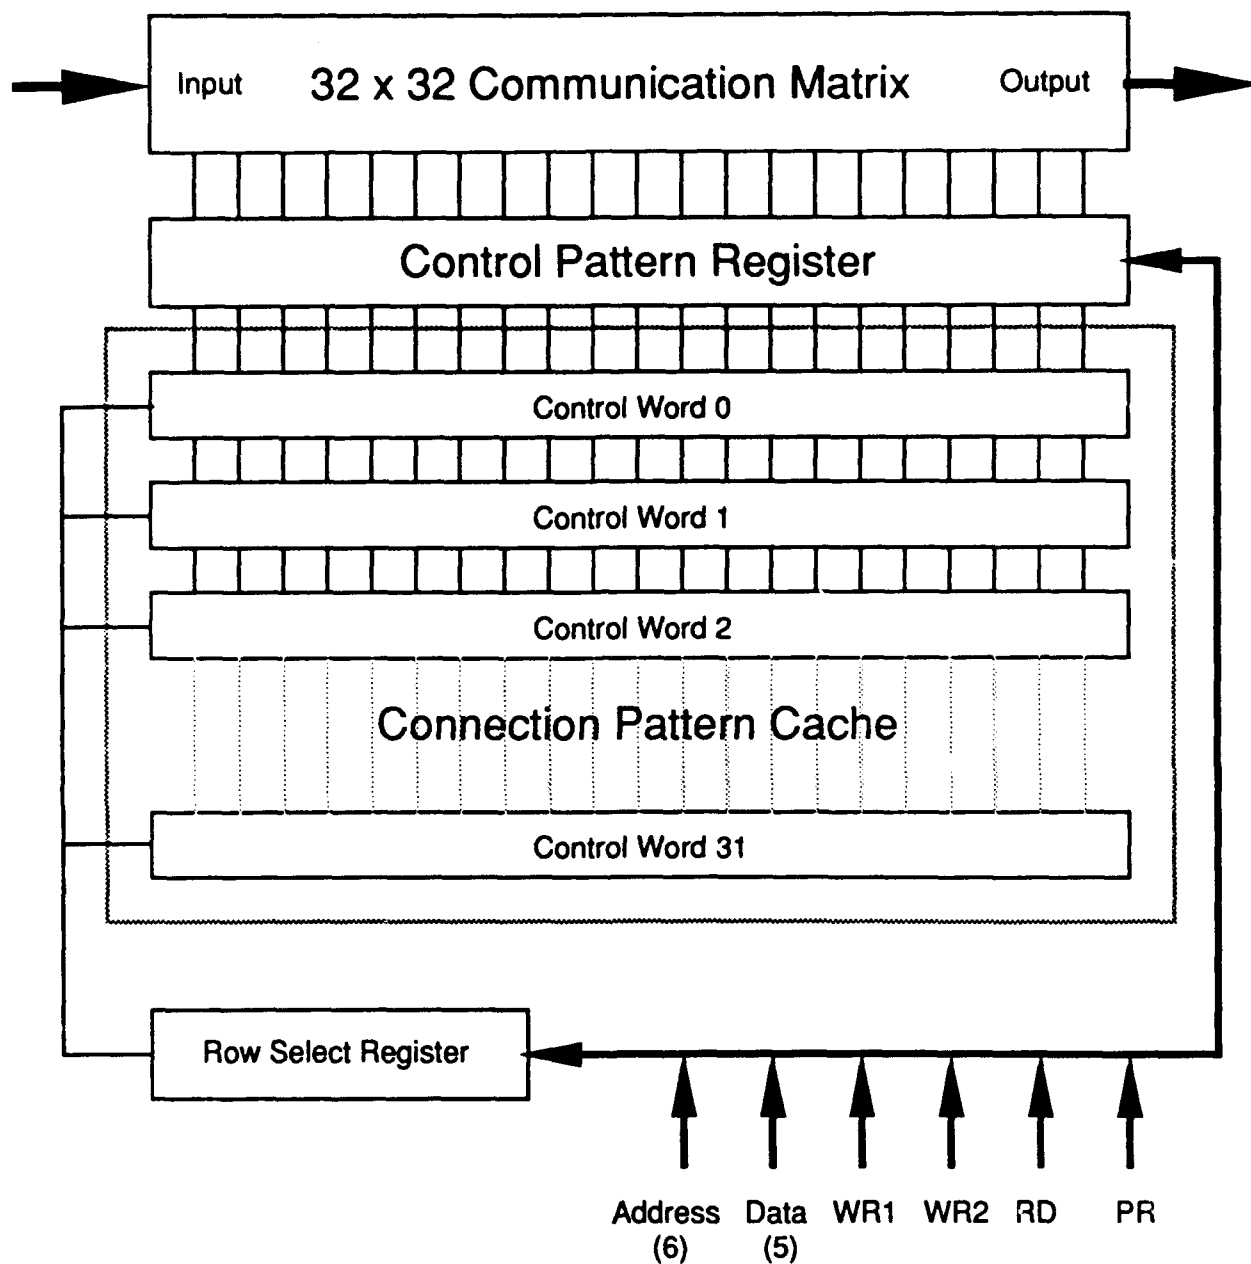 Input 32 x 32 Communication Matrix Output
Control Pattern Register
Control Word 0
Control Word 1
Control Word 2
Connection Pattern Cache
Control Word 31
Row Select Register
Address Data WR1 WR2 RD PR
(6) (5)